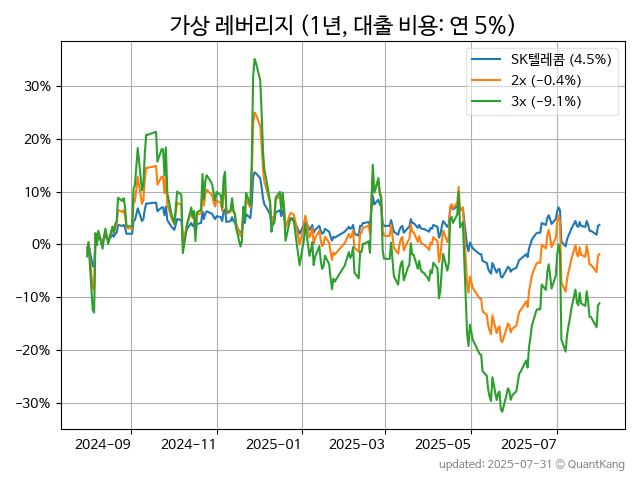 가상 레버리지 (1년, 대출 비용: 연 5%)
SK텔레콤 (4.5%)
2x (−0.4%)
3x (−9.1%)
30%
20%
10%
0%
−10%
−20%
−30%
2024-09
2024-11
2025-01
2025-03
2025-05
2025-07
updated: 2025-07-31 © QuantKang